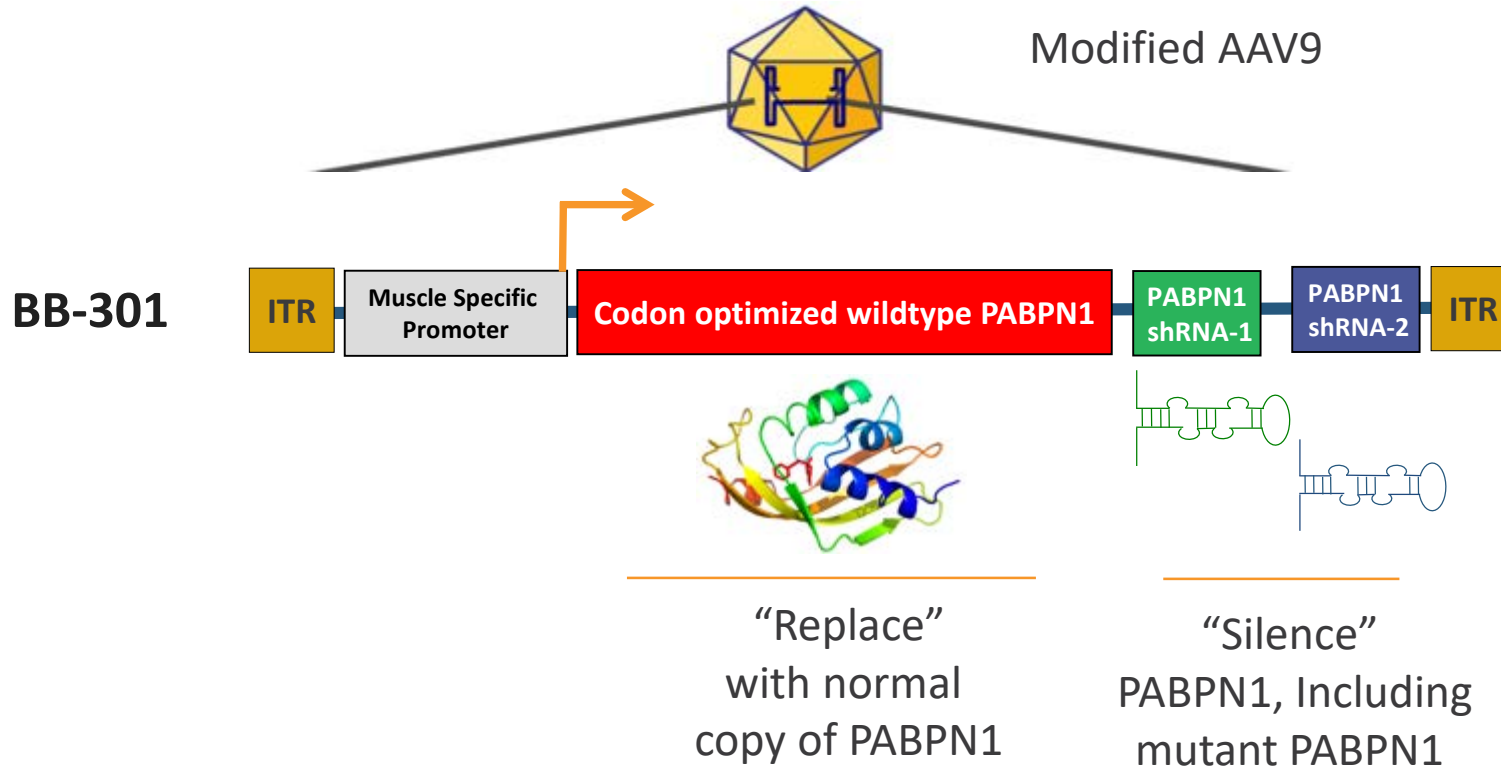 Modified AAV9
BB-301
ITR
Muscle Specific
Promoter
Codon optimized wildtype PABPN1
PABPN1
shRNA-1
PABPN1
shRNA-2
ITR
“Replace”
with normal
copy of PABPN1
“Silence”
PABPN1, Including
mutant PABPN1